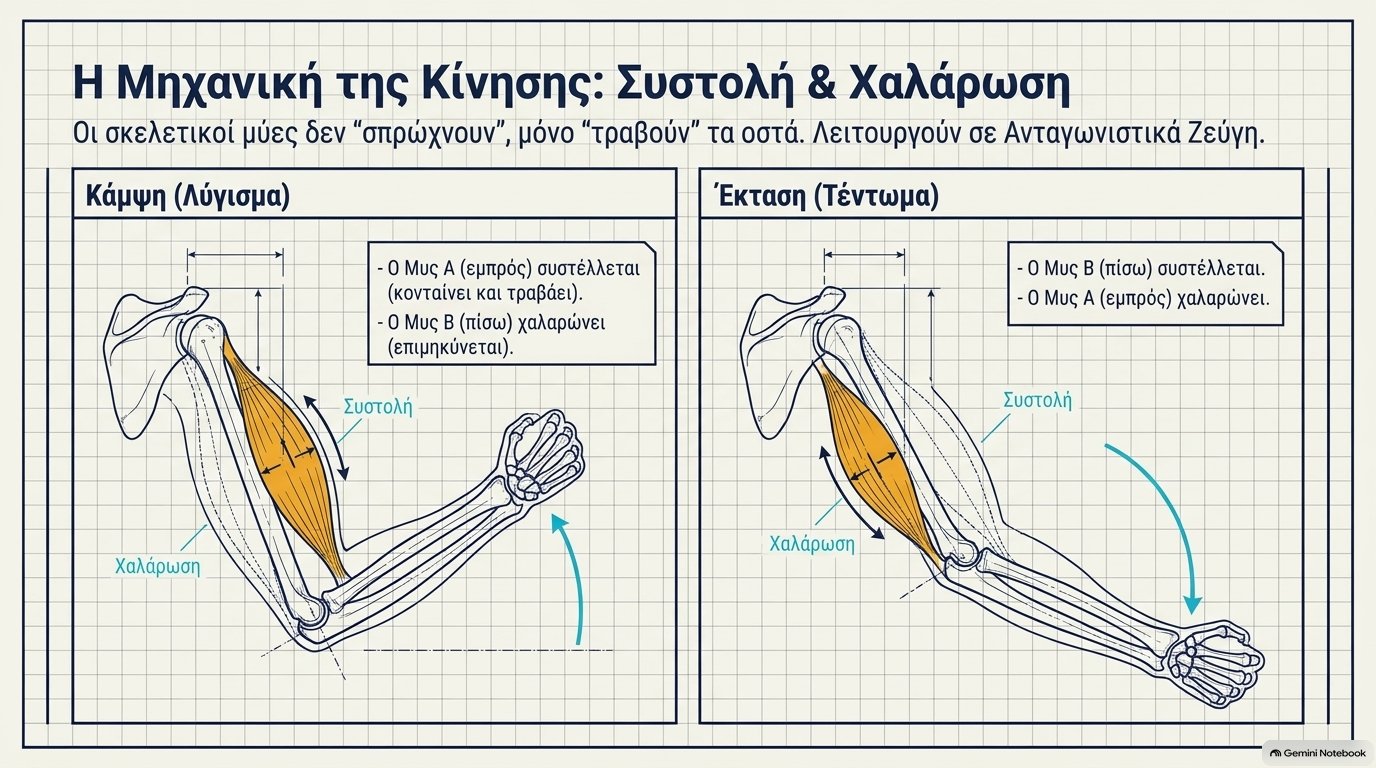 Η Μηχανική της Κίνησης: Συστολή & Χαλάρωση
Οι σκελετικοί μύες δεν “σπρώχνουν”, μόνο “τραβούν” τα οστά. Λειτουργούν σε Ανταγωνιστικά Ζεύγη.
Κάμψη (Λύγισμα)
- Ο Μυς Α (εμπρός) συστέλλεται
(κονταίνει και τραβάει).
- Ο Μυς Β (πίσω) χαλαρώνει
(επιμηκύνεται).
Συστολή
Χαλάρωση
Έκταση (Τέντωμα)
- Ο Μυς Β (πίσω) συστέλλεται.
- Ο Μυς Α (εμπρός) χαλαρώνει.
Συστολή
Χαλάρωση
Gemini Notebook